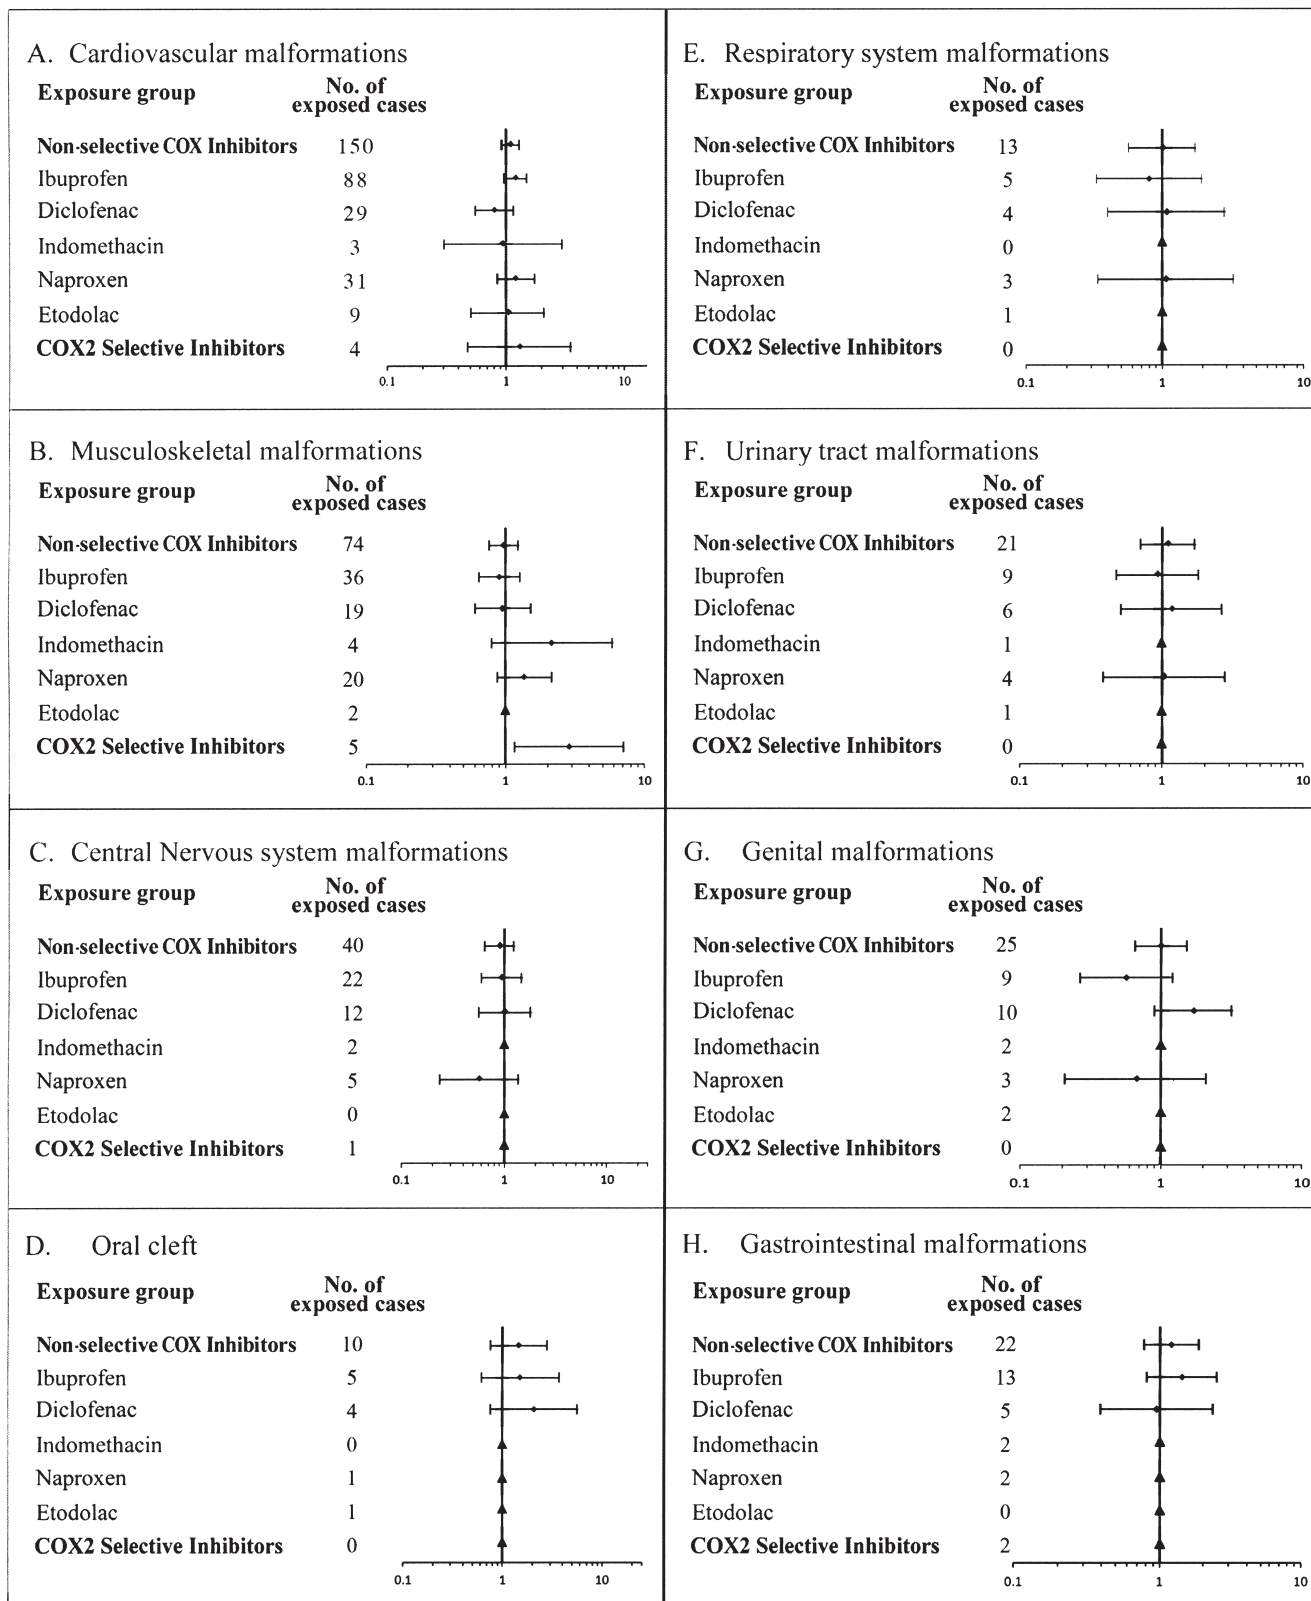 A. Cardiovascular malformations
Exposure group No. of exposed cases
Non-selective COX Inhibitors 150
Ibuprofen 88
Diclofenac 29
Indomethacin 3
Naproxen 31
Etodolac 9
COX2 Selective Inhibitors 4
0.1 1 10
B. Musculoskeletal malformations
Exposure group No. of exposed cases
Non-selective COX Inhibitors 74
Ibuprofen 36
Diclofenac 19
Indomethacin 4
Naproxen 20
Etodolac 2
COX2 Selective Inhibitors 5
0.1 1 10
C. Central Nervous system malformations
Exposure group No. of exposed cases
Non-selective COX Inhibitors 40
Ibuprofen 22
Diclofenac 12
Indomethacin 2
Naproxen 5
Etodolac 0
COX2 Selective Inhibitors 1
0.1 1 10
D. Oral cleft
Exposure group No. of exposed cases
Non-selective COX Inhibitors 10
Ibuprofen 5
Diclofenac 4
Indomethacin 0
Naproxen 1
Etodolac 1
COX2 Selective Inhibitors 0
0.1 1 10
E. Respiratory system malformations
Exposure group No. of exposed cases
Non-selective COX Inhibitors 13
Ibuprofen 5
Diclofenac 4
Indomethacin 0
Naproxen 3
Etodolac 1
COX2 Selective Inhibitors 0
0.1 1 10
F. Urinary tract malformations
Exposure group No. of exposed cases
Non-selective COX Inhibitors 21
Ibuprofen 9
Diclofenac 6
Indomethacin 1
Naproxen 4
Etodolac 1
COX2 Selective Inhibitors 0
0.1 1 10
G. Genital malformations
Exposure group No. of exposed cases
Non-selective COX Inhibitors 25
Ibuprofen 9
Diclofenac 10
Indomethacin 2
Naproxen 3
Etodolac 2
COX2 Selective Inhibitors 0
0.1 1 10
H. Gastrointestinal malformations
Exposure group No. of exposed cases
Non-selective COX Inhibitors 22
Ibuprofen 13
Diclofenac 5
Indomethacin 2
Naproxen 2
Etodolac 0
COX2 Selective Inhibitors 2
0.1 1 10